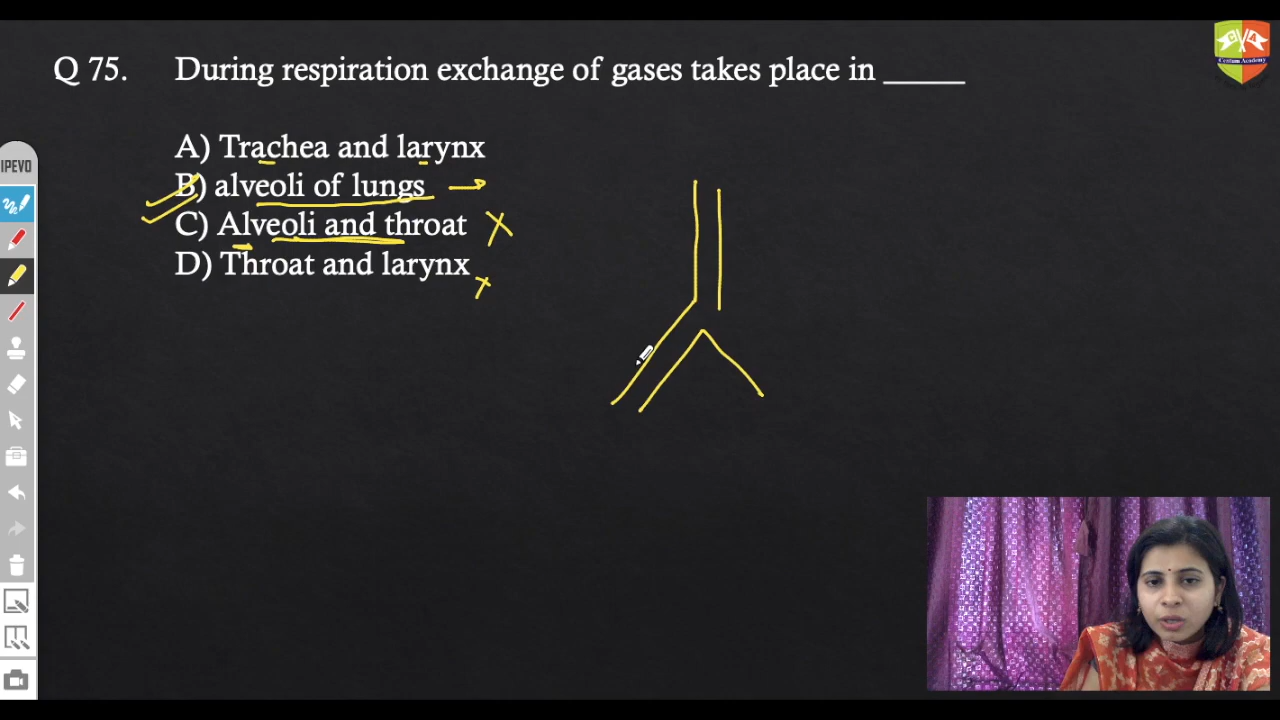 Q 75. During respiration exchange of gases takes place in _____
A) Trachea and larynx
B) alveoli of lungs
C) Alveoli and throat
D) Throat and larynx
IPEVO